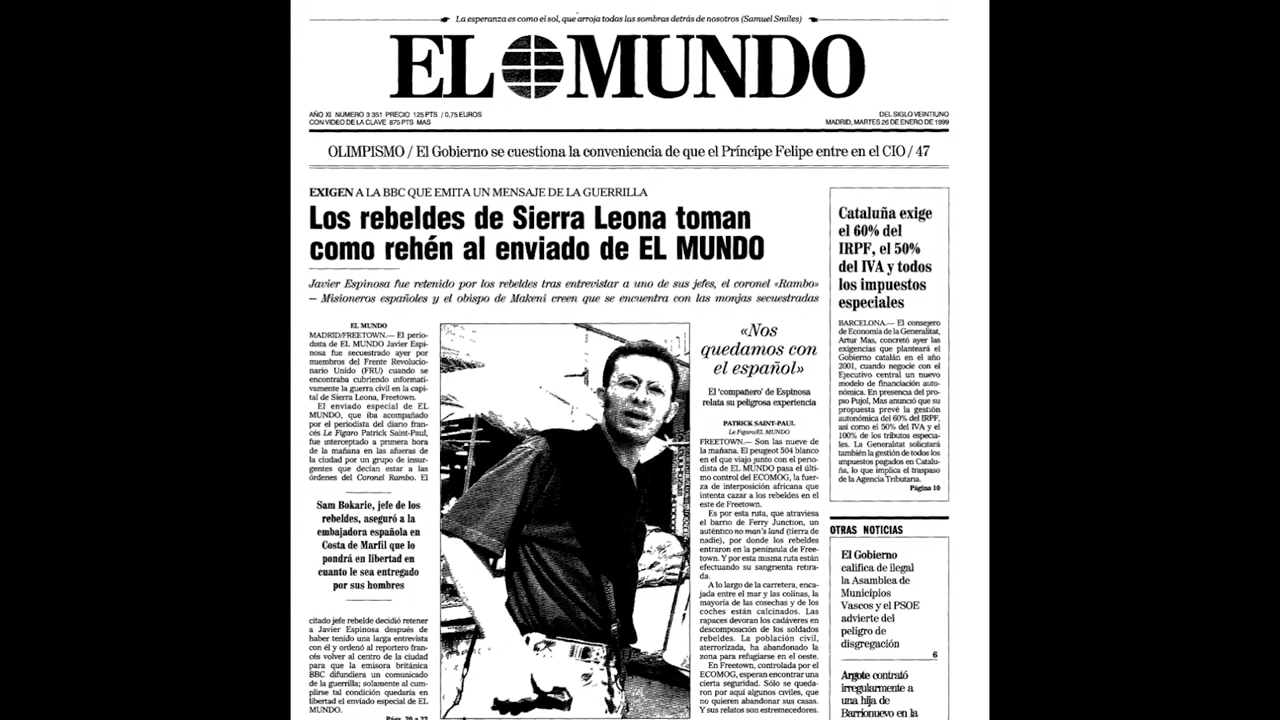 La esperanza es como el sol, que arroja todas las sombras detrás de nosotros (Samuel Smiles)
EL MUNDO
AÑO XI NUMERO 3 351 PRECIO 125 PTS / 0,75 EUROS
CON VIDEO DE LA CLAVE 875 PTS MAS
DEL SIGLO VEINTIUNO
MADRID, MARTES 26 DE ENERO DE 1999
OLIMPISMO / El Gobierno se cuestiona la conveniencia de que el Príncipe Felipe entre en el CIO / 47
EXIGEN A LA BBC QUE EMITA UN MENSAJE DE LA GUERRILLA
Los rebeldes de Sierra Leona toman
como rehén al enviado de EL MUNDO
Javier Espinosa fue retenido por los rebeldes tras entrevistar a uno de sus jefes, el coronel «Rambo»
– Misioneros españoles y el obispo de Makeni creen que se encuentra con las monjas secuestradas
EL MUNDO
MADRID/FREETOWN.— El perio-
dista de EL MUNDO Javier Espi-
nosa fue secuestrado ayer por
miembros del Frente Revolucio-
nario Unido (FRU) cuando se
encontraba cubriendo informati-
vamente la guerra civil en la capi-
tal de Sierra Leona, Freetown.
El enviado especial de EL
MUNDO, que iba acompañado
por el periodista del diario fran-
cés Le Figaro Patrick Saint-Paul,
fue interceptado a primera hora
de la mañana en las afueras de
la ciudad por un grupo de insur-
gentes que decían estar a las
órdenes del Coronel Rambo. El
Sam Bokarie, jefe de los
rebeldes, aseguró a la
embajadora española en
Costa de Marfil que lo
pondrá en libertad en
cuanto le sea entregado
por sus hombres
citado jefe rebelde decidió retener
a Javier Espinosa después de
haber tenido una larga entrevista
con él y ordenó al reportero fran-
cés volver al centro de la ciudad
para que la emisora británica
BBC difundiera un comunicado
de la guerrilla; solamente al cum-
plirse tal condición quedaría en
libertad el enviado especial de EL
MUNDO.
Págs. 20 a 22
«Nos
quedamos con
el español»
El 'compañero' de Espinosa
relata su peligrosa experiencia
PATRICK SAINT-PAUL
Le Figaro/EL MUNDO
FREETOWN.— Son las nueve de
la mañana. El peugeot 504 blanco
en el que viajo junto con el perio-
dista de EL MUNDO pasa el últi-
mo control del ECOMOG, la fuer-
za de interposición africana que
intenta cazar a los rebeldes en el
este de Freetown.
Es por esta ruta, que atraviesa
el barrio de Ferry Junction, un
auténtico no man's land (tierra de
nadie), por donde los rebeldes
entraron en la península de Free-
town. Y por esta misma ruta están
efectuando su sangrienta retira-
da.
A lo largo de la carretera, enca-
jada entre el mar y las colinas, la
mayoría de las cosechas y de los
coches están calcinados. Las
rapaces devoran los cadáveres en
descomposición de los soldados
rebeldes. La población civil,
aterrorizada, ha abandonado la
zona para refugiarse en el oeste.
En Freetown, controlada por el
ECOMOG, esperan encontrar una
cierta seguridad. Sólo se queda-
ron por aquí algunos civiles, que
no quieren abandonar sus casas.
Y sus relatos son estremecedores.
Cataluña exige
el 60% del
IRPF, el 50%
del IVA y todos
los impuestos
especiales
BARCELONA.— El consejero
de Economía de la Generalitat,
Artur Mas, concretó ayer las
exigencias que planteará el
Gobierno catalán en el año
2001, cuando negocie con el
Ejecutivo central un nuevo
modelo de financiación auto-
nómica. En presencia del pro-
pio Pujol, Mas anunció que su
propuesta prevé la gestión
autonómica del 60% del IRPF,
así como el 50% del IVA y el
100% de los tributos especia-
les. La Generalitat solicitará
también la gestión de todos los
impuestos pagados en Catalu-
ña, lo que implica el traspaso
de la Agencia Tributaria.
Página 10
OTRAS NOTICIAS
El Gobierno
califica de ilegal
la Asamblea de
Municipios
Vascos y el PSOE
advierte del
peligro de
disgregación
6
Argote contrató
irregularmente a
una hija de
Barrionuevo en la